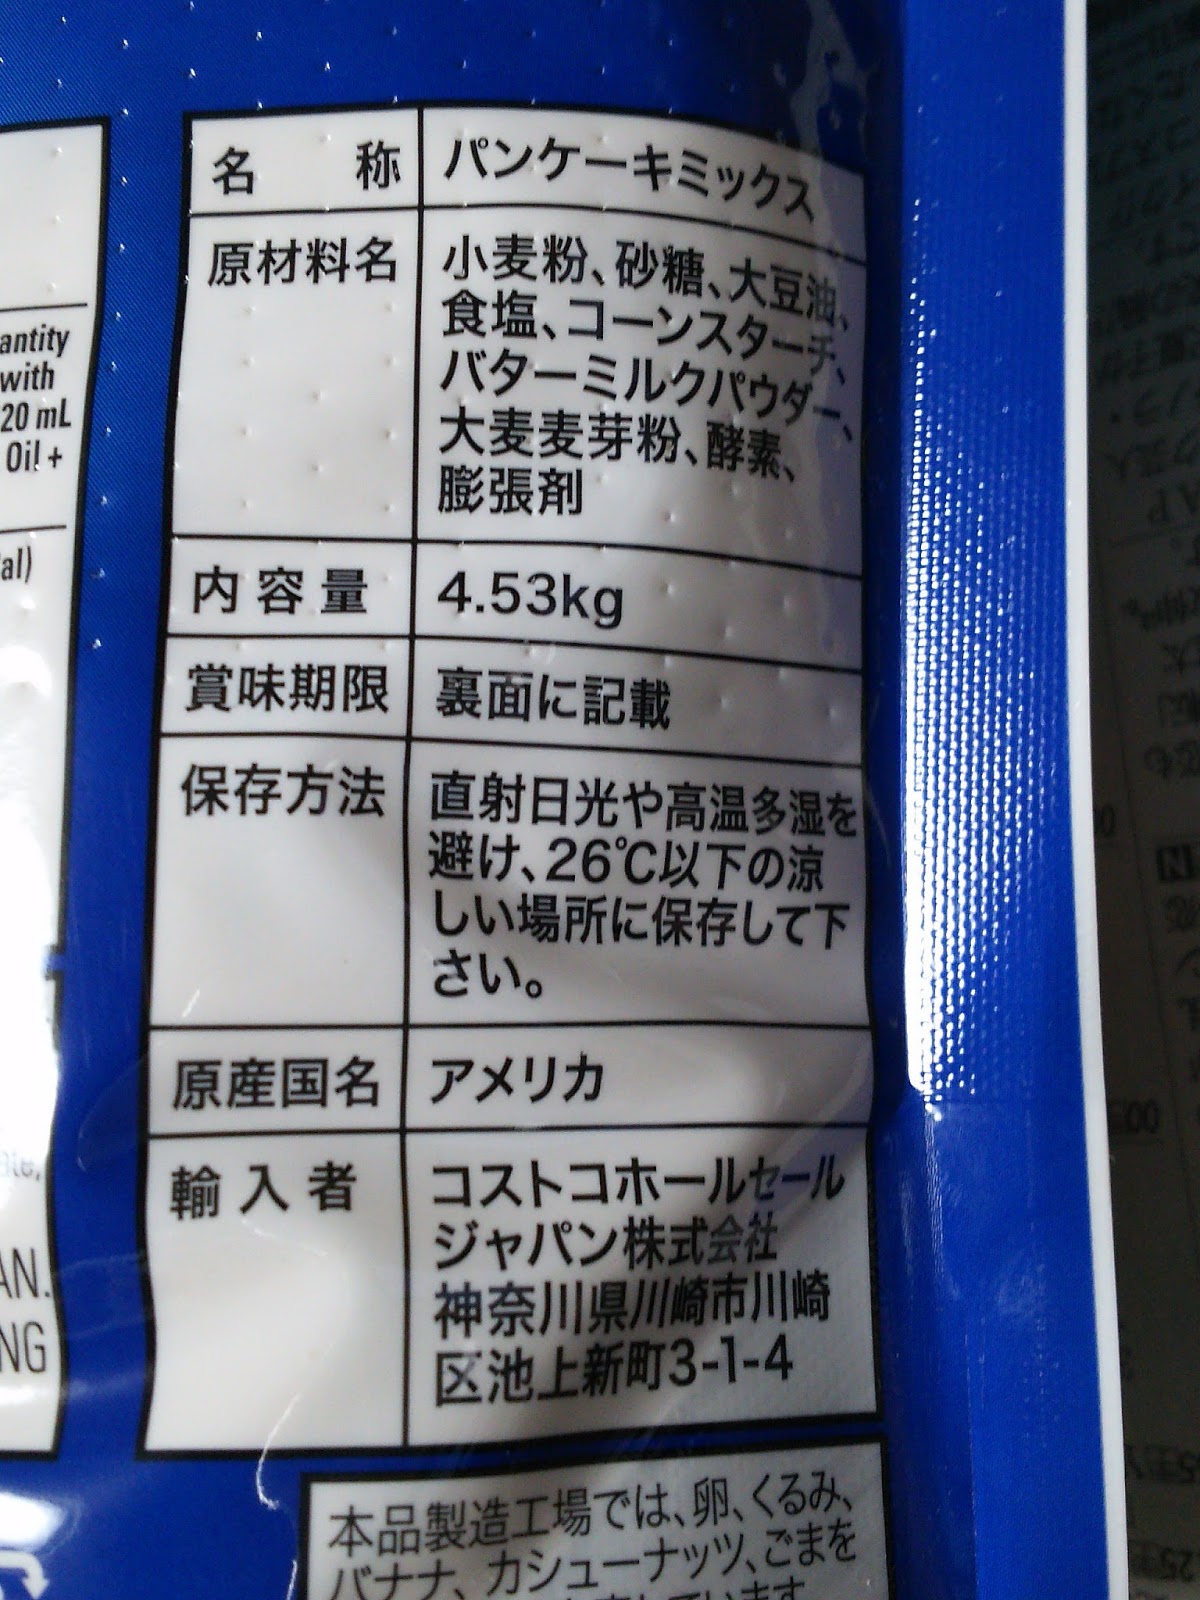 antity
with
20 mL
Oil +
al)
AN.
NG
名 称 パンケーキミックス
原材料名 小麦粉、砂糖、大豆油、
食塩、コーンスターチ、
バターミルクパウダー、
大麦麦芽粉、酵素、
膨張剤
内容量 4.53kg
賞味期限 裏面に記載
保存方法 直射日光や高温多湿を
避け、26℃以下の涼
しい場所に保存して下
さい。
原産国名 アメリカ
輸入者 コストコホールセール
ジャパン株式会社
神奈川県川崎市川崎
区池上新町3-1-4
本品製造工場では、卵、くるみ、
バナナ、カシューナッツ、ごまを